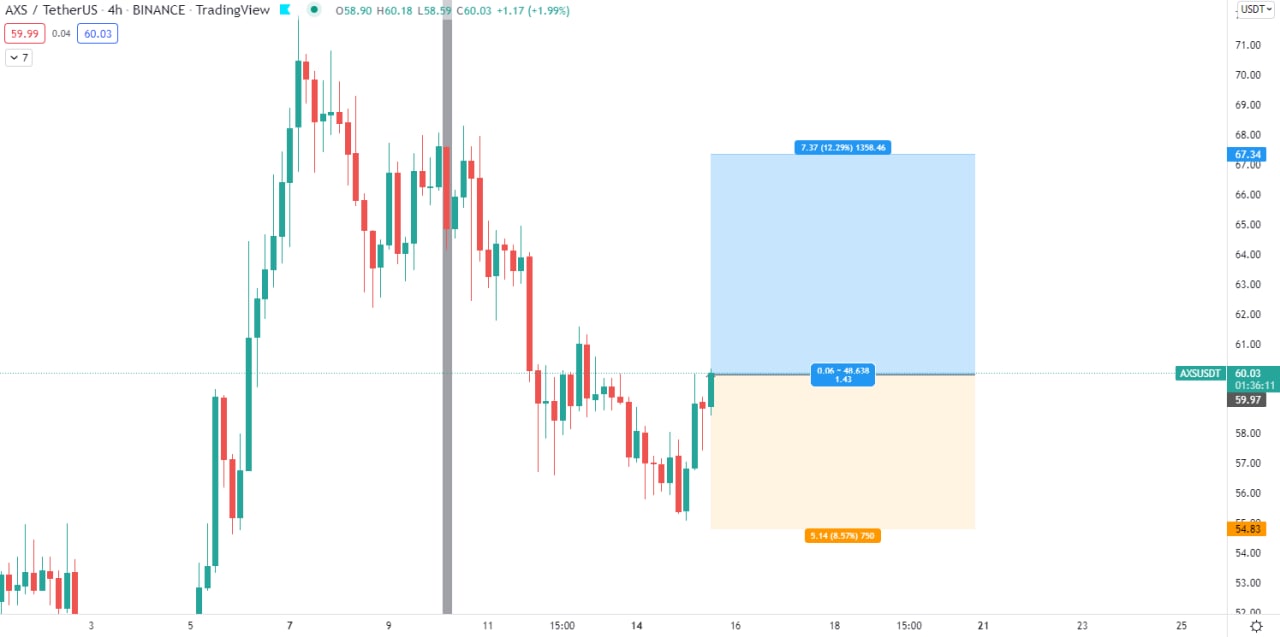 AXS / TetherUS · 4h · BINANCE · TradingView O58.90 H60.18 L58.59 C60.03 +1.17 (+1.99%)
USDT
59.99 0.04 60.03
7
71.00
70.00
69.00
68.00
7.37 (12.29%) 1358.46
67.34
67.00
66.00
65.00
64.00
63.00
62.00
61.00
0.06 ~ 48.638
1.43
AXSUSDT 60.03
01:36:11
59.97
58.00
57.00
56.00
54.83
5.14 (8.57%) 750
54.00
53.00
52.00
3 5 7 9 11 15:00 14 16 18 15:00 21 23 25